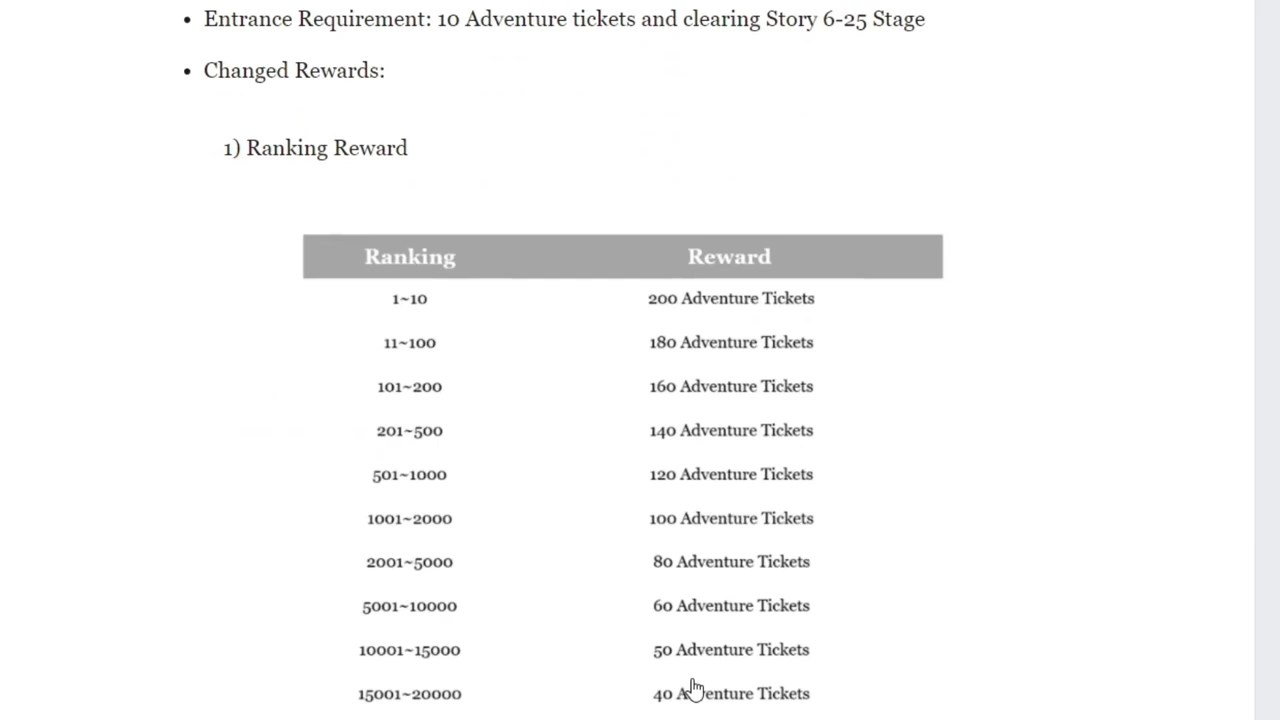 • Entrance Requirement: 10 Adventure tickets and clearing Story 6-25 Stage
• Changed Rewards:
1) Ranking Reward
Ranking Reward
1~10 200 Adventure Tickets
11~100 180 Adventure Tickets
101~200 160 Adventure Tickets
201~500 140 Adventure Tickets
501~1000 120 Adventure Tickets
1001~2000 100 Adventure Tickets
2001~5000 80 Adventure Tickets
5001~10000 60 Adventure Tickets
10001~15000 50 Adventure Tickets
15001~20000 40 Adventure Tickets